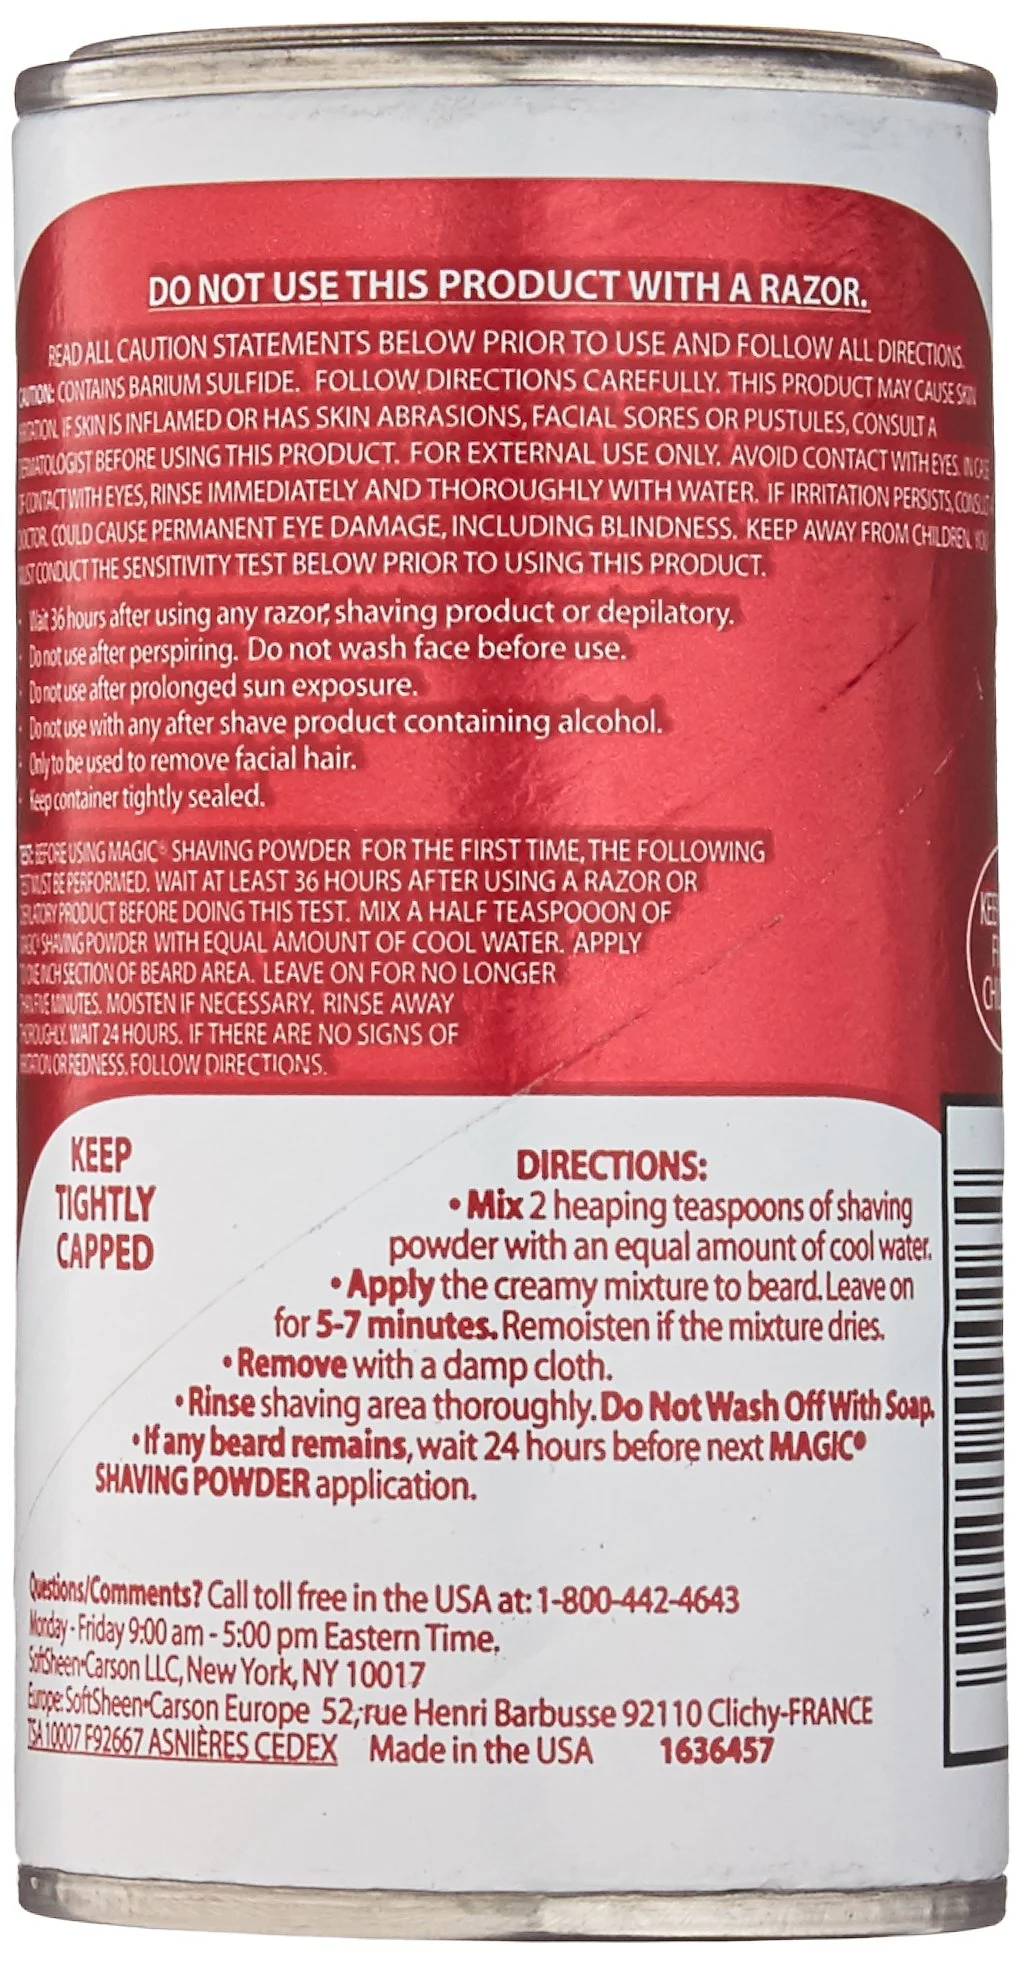 DO NOT USE THIS PRODUCT WITH A RAZOR.
READ ALL CAUTION STATEMENTS BELOW PRIOR TO USE AND FOLLOW ALL DIRECTIONS.
CAUTION: CONTAINS BARIUM SULFIDE. FOLLOW DIRECTIONS CAREFULLY. THIS PRODUCT MAY CAUSE SKIN
IRRITATION. IF SKIN IS INFLAMED OR HAS SKIN ABRASIONS, FACIAL SORES OR PUSTULES, CONSULT A
DERMATOLOGIST BEFORE USING THIS PRODUCT. FOR EXTERNAL USE ONLY. AVOID CONTACT WITH EYES. IN CASE
OF CONTACT WITH EYES, RINSE IMMEDIATELY AND THOROUGHLY WITH WATER. IF IRRITATION PERSISTS, CONSULT A
DOCTOR. COULD CAUSE PERMANENT EYE DAMAGE, INCLUDING BLINDNESS. KEEP AWAY FROM CHILDREN. YOU
MUST CONDUCT THE SENSITIVITY TEST BELOW PRIOR TO USING THIS PRODUCT.
- Wait 36 hours after using any razor, shaving product or depilatory.
- Do not use after perspiring. Do not wash face before use.
- Do not use after prolonged sun exposure.
- Do not use with any after shave product containing alcohol.
- Only to be used to remove facial hair.
- Keep container tightly sealed.
TEST: BEFORE USING MAGIC® SHAVING POWDER FOR THE FIRST TIME, THE FOLLOWING
TEST MUST BE PERFORMED. WAIT AT LEAST 36 HOURS AFTER USING A RAZOR OR
DEPILATORY PRODUCT BEFORE DOING THIS TEST. MIX A HALF TEASPOOON OF
MAGIC® SHAVING POWDER WITH EQUAL AMOUNT OF COOL WATER. APPLY
TO ONE INCH SECTION OF BEARD AREA. LEAVE ON FOR NO LONGER
THAN FIVE MINUTES. MOISTEN IF NECESSARY. RINSE AWAY
THOROUGHLY. WAIT 24 HOURS. IF THERE ARE NO SIGNS OF
IRRITATION OR REDNESS, FOLLOW DIRECTIONS.
KEEP
TIGHTLY
CAPPED
DIRECTIONS:
• Mix 2 heaping teaspoons of shaving
powder with an equal amount of cool water.
• Apply the creamy mixture to beard. Leave on
for 5-7 minutes. Remoisten if the mixture dries.
• Remove with a damp cloth.
• Rinse shaving area thoroughly. Do Not Wash Off With Soap.
• If any beard remains, wait 24 hours before next MAGIC®
SHAVING POWDER application.
Questions/Comments? Call toll free in the USA at: 1-800-442-4643
Monday - Friday 9:00 am - 5:00 pm Eastern Time,
SoftSheen•Carson LLC, New York, NY 10017
Europe: SoftSheen•Carson Europe 52, rue Henri Barbusse 92110 Clichy-FRANCE
TSA 10007 F92667 ASNIÈRES CEDEX Made in the USA 1636457